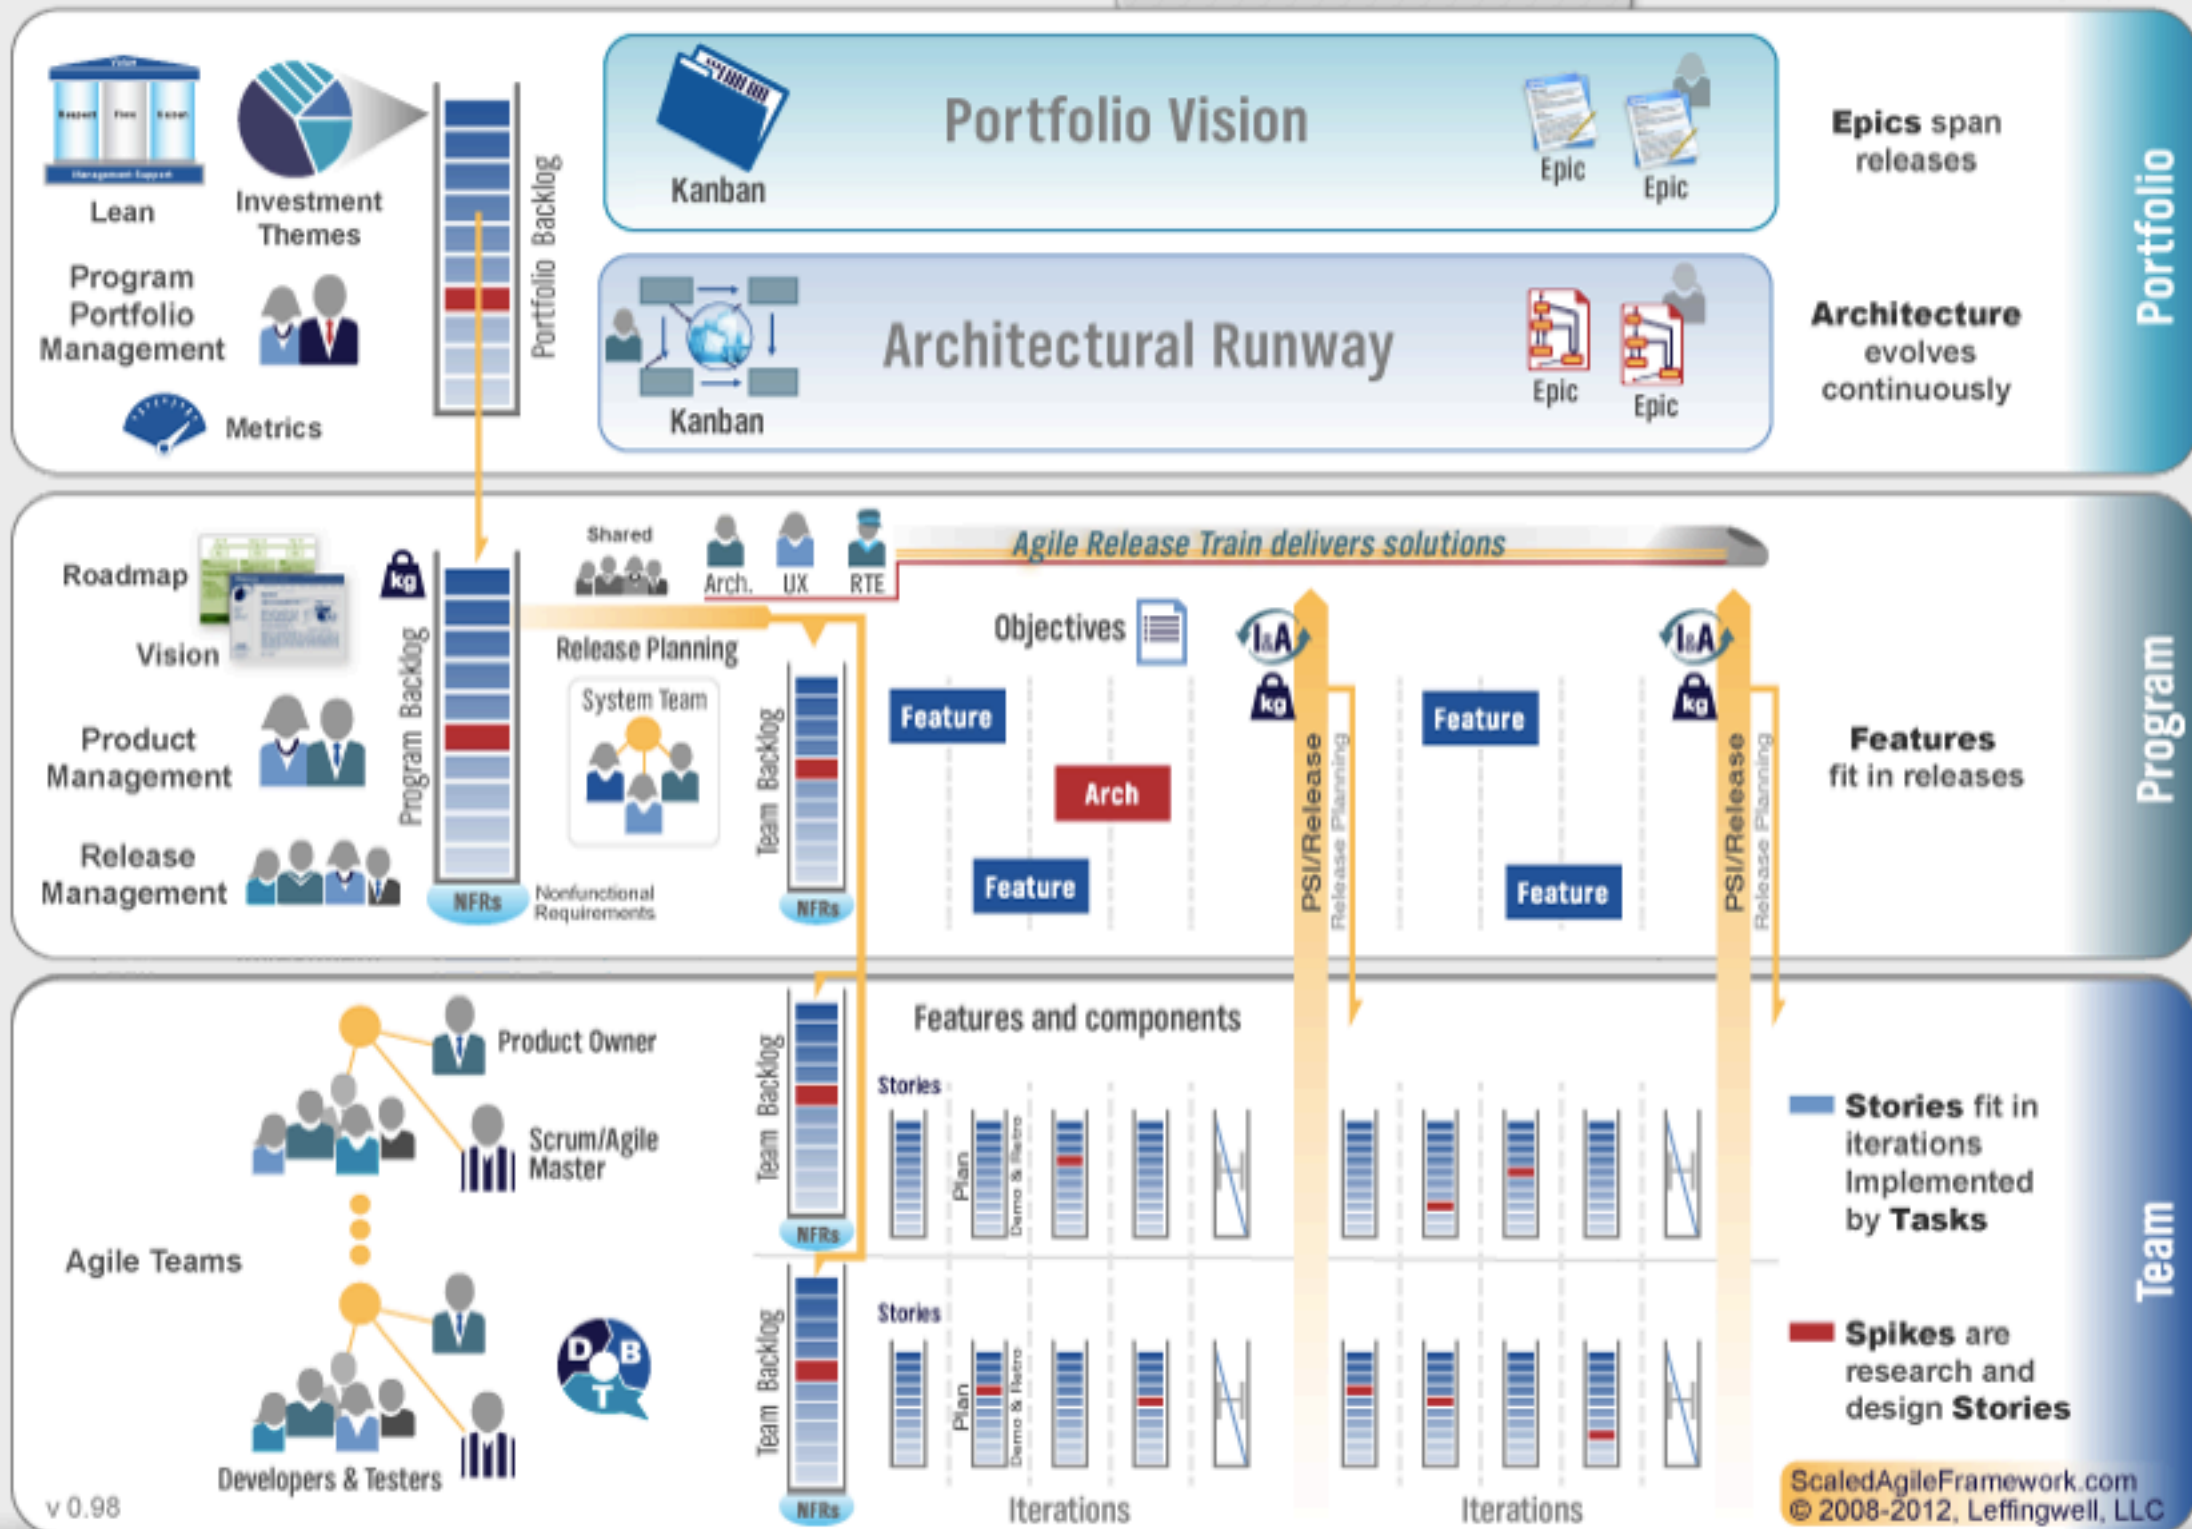 Value
Respect
Flow
Kaizen
Management Support
Lean
Investment
Themes
Program
Portfolio
Management
Metrics
Portfolio Backlog
Portfolio Vision
Kanban
Epic
Epic
Epics span
releases
Architectural Runway
Kanban
Epic
Epic
Architecture
evolves
continuously
Portfolio
Roadmap
Vision
Product
Management
Release
Management
kg
Program Backlog
NFRs
Nonfunctional
Requirements
Shared
Arch.
UX
RTE
Agile Release Train delivers solutions
Release Planning
System Team
Team Backlog
NFRs
Objectives
Feature
Arch
Feature
I&A
kg
PSI/Release
Release Planning
Feature
Feature
I&A
kg
PSI/Release
Release Planning
Features
fit in releases
Program
Product Owner
Scrum/Agile
Master
Agile Teams
Developers & Testers
D
B
T
v 0.98
Team Backlog
NFRs
Features and components
Stories
Plan
Demo & Retro
H
H
Team Backlog
NFRs
Stories
Plan
Demo & Retro
H
H
Iterations
Iterations
Stories fit in
iterations
Implemented
by Tasks
Spikes are
research and
design Stories
Team
ScaledAgileFramework.com
© 2008-2012, Leffingwell, LLC